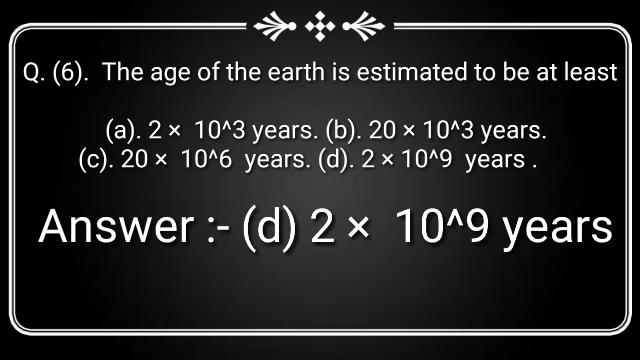 Q. (6). The age of the earth is estimated to be at least
(a). 2 × 10^3 years. (b). 20 × 10^3 years.
(c). 20 × 10^6 years. (d). 2 × 10^9 years .
Answer :- (d) 2 × 10^9 years